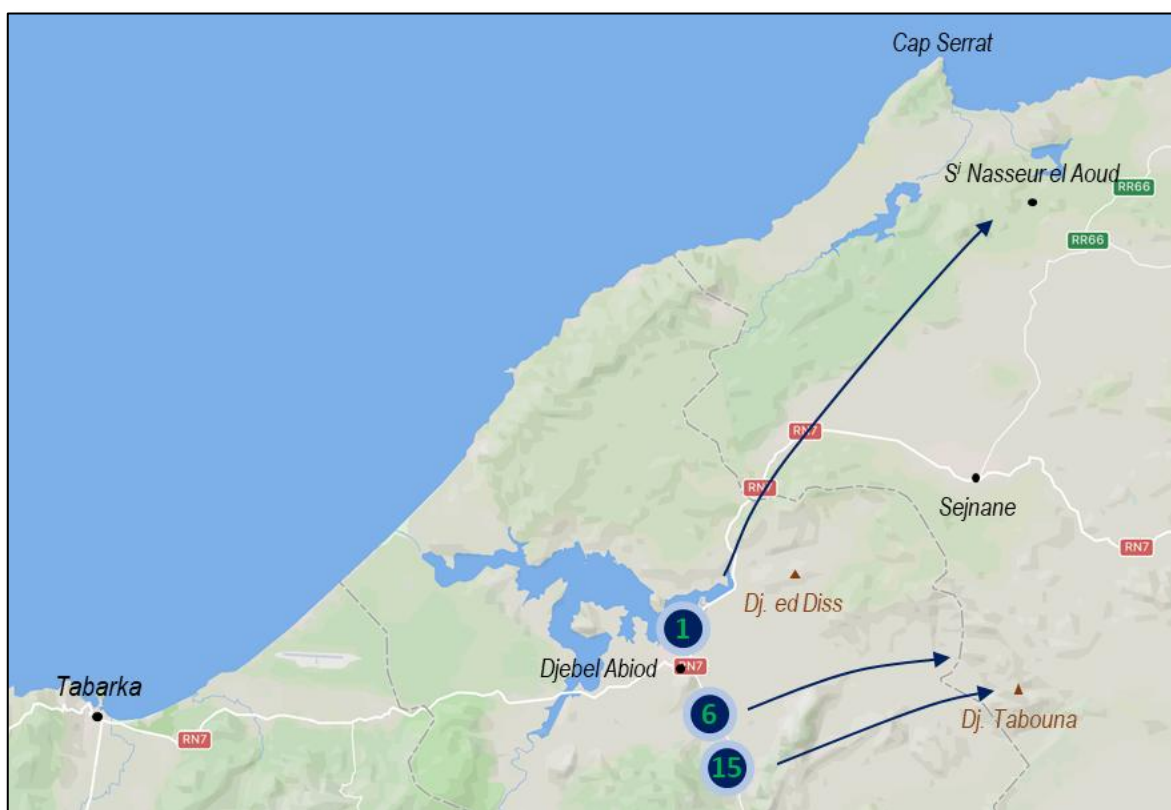 Cap Serrat
Sⁱ Nasseur el Aoud
RR66
RR66
RN7
RN7
Sejnane
RN7
Dj. ed Diss
1
Djebel Abiod
RN7
Tabarka
6
Dj. Tabouna
RN7
15